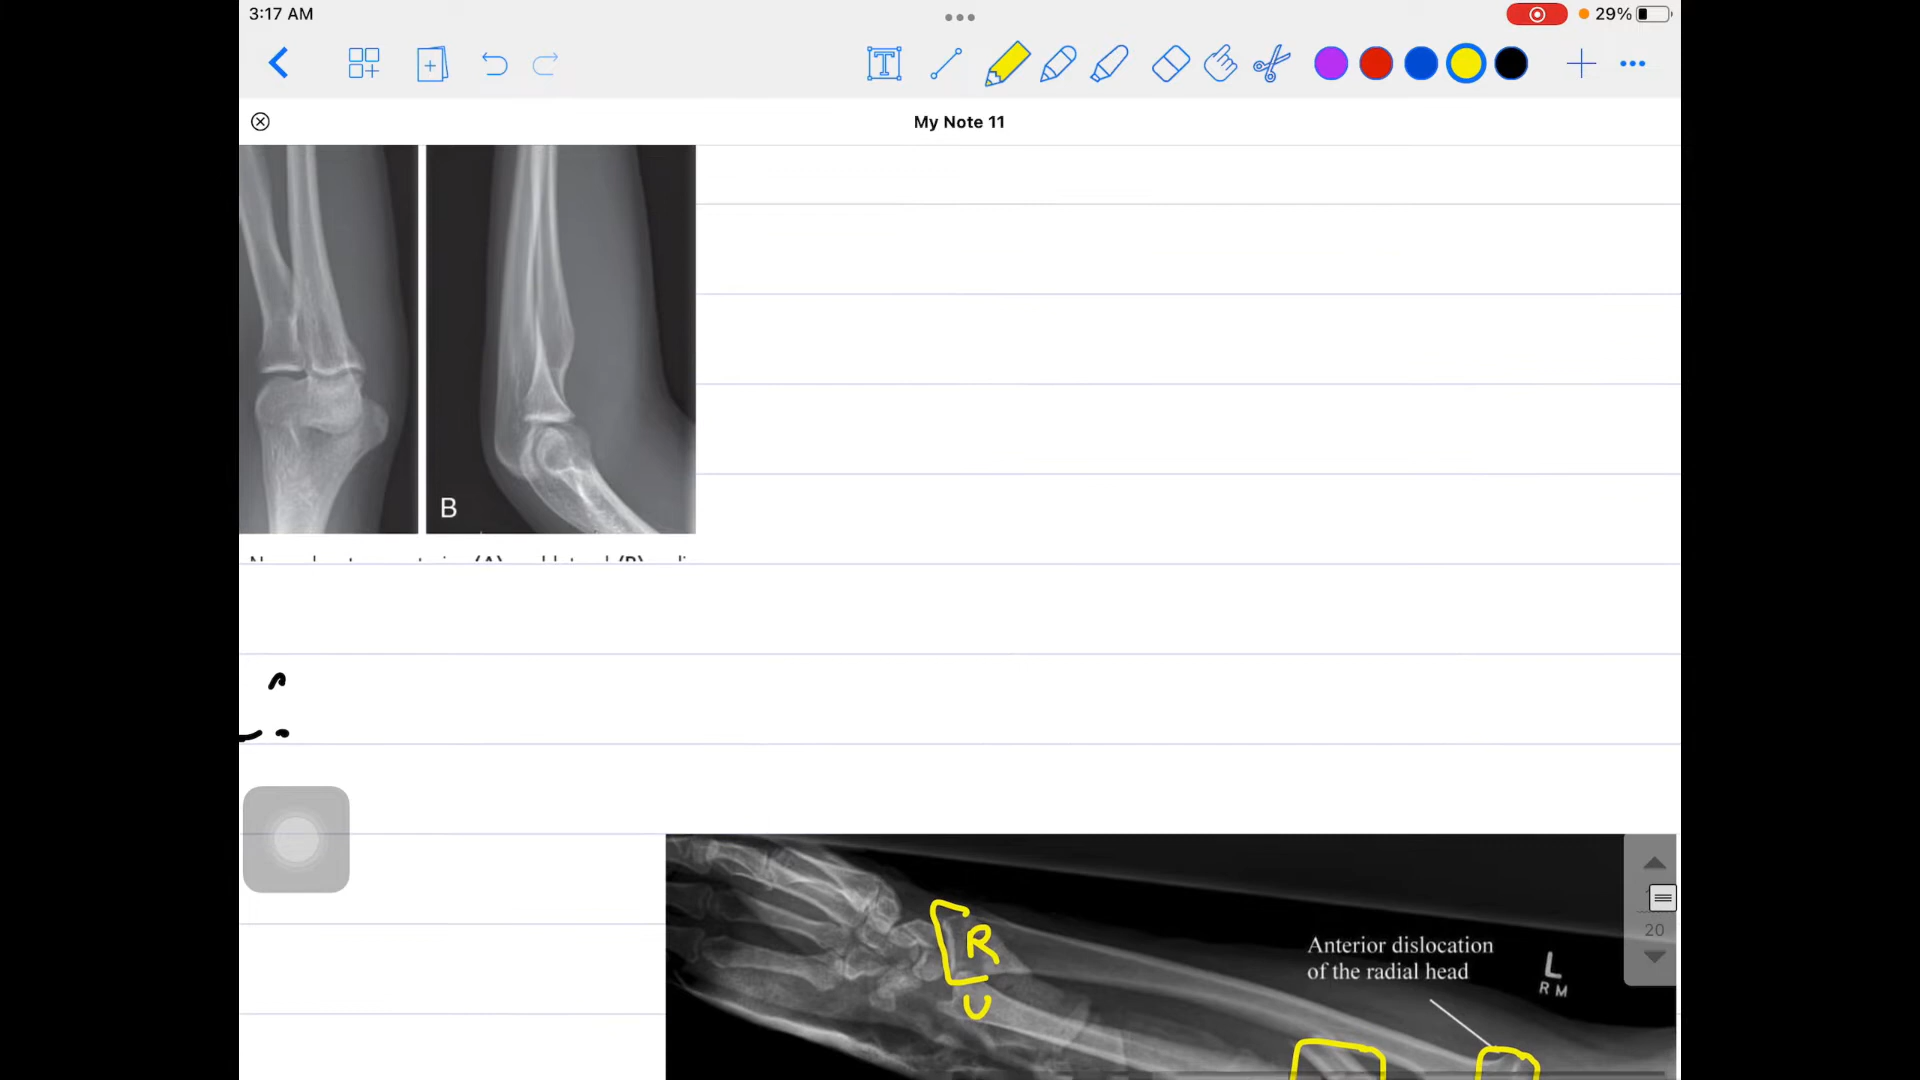 3:17 AM
29%
T
My Note 11
B
R
U
20
Anterior dislocation
of the radial head
L
R M